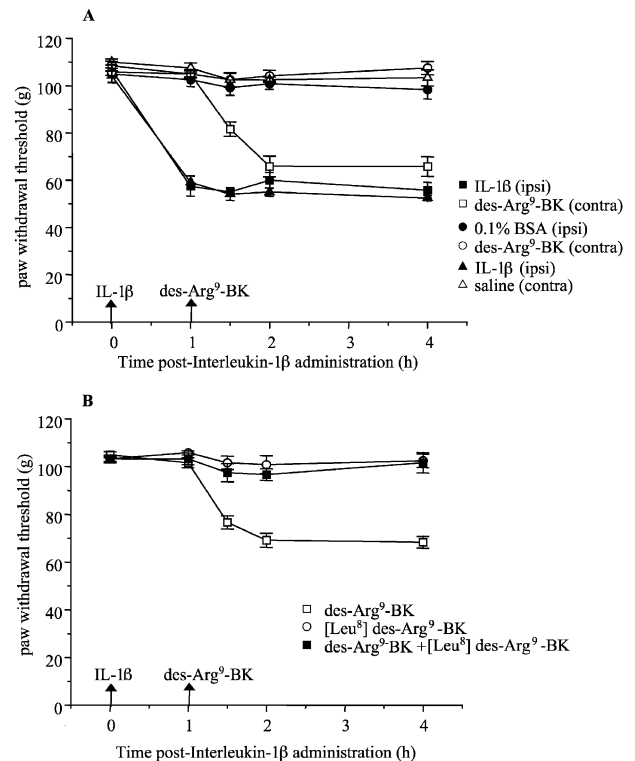 A
120
100
80
60
40
20
0
paw withdrawal threshold (g)
IL-1β
des-Arg⁹-BK
0 1 2 3 4
Time post-Interleukin-1β administration (h)
IL-1ß (ipsi)
des-Arg⁹-BK (contra)
0.1% BSA (ipsi)
des-Arg⁹-BK (contra)
IL-1β (ipsi)
saline (contra)
B
120
100
80
60
40
20
0
paw withdrawal threshold (g)
des-Arg⁹-BK
[Leu⁸] des-Arg⁹-BK
des-Arg⁹-BK +[Leu⁸] des-Arg⁹-BK
IL-1ß
des-Arg⁹-BK
0 1 2 3 4
Time post-Interleukin-1β administration (h)